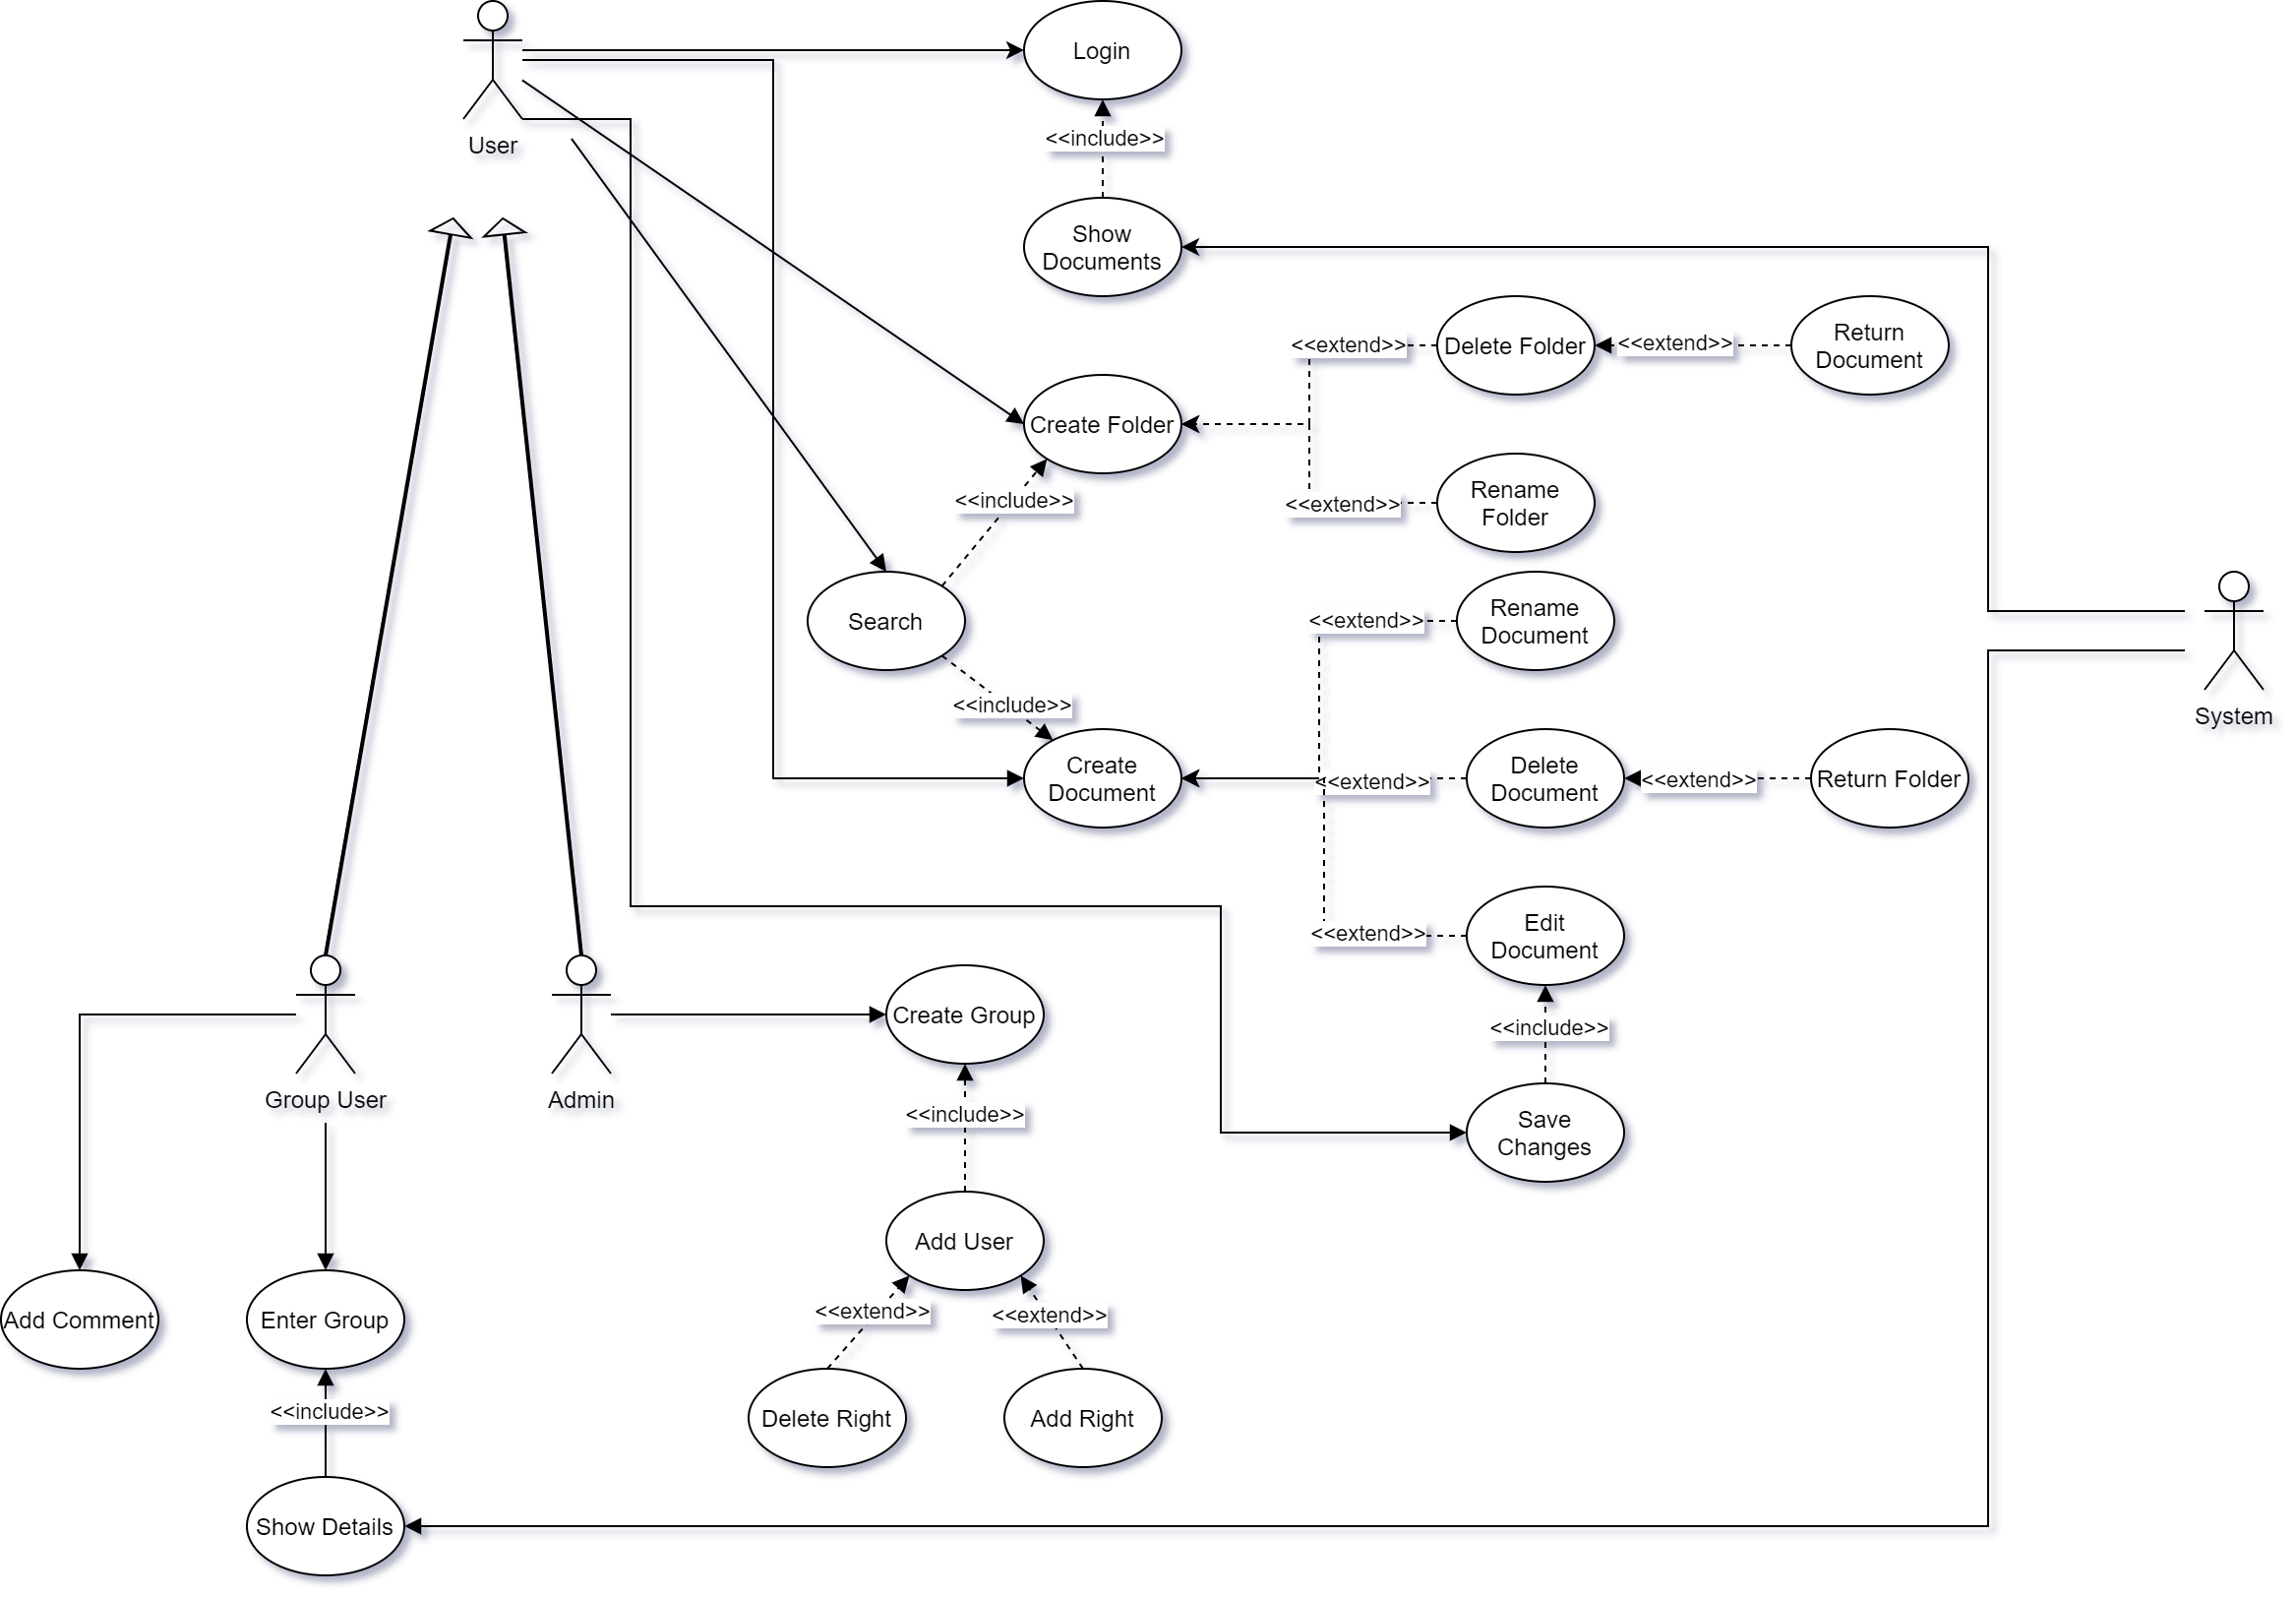 Login
User
<<include>>
Show
Documents
<<extend>>
Delete Folder
<<extend>>
Return
Document
Create Folder
<<include>>
<<extend>>
Rename
Folder
Search
<<extend>>
Rename
Document
<<include>>
System
Create
Document
<<extend>>
Delete
Document
<<extend>>
Return Folder
<<extend>>
Edit
Document
Create Group
<<include>>
Group User
Admin
<<include>>
Save
Changes
Add User
Add Comment
Enter Group
<<extend>>
<<extend>>
<<include>>
Delete Right
Add Right
Show Details